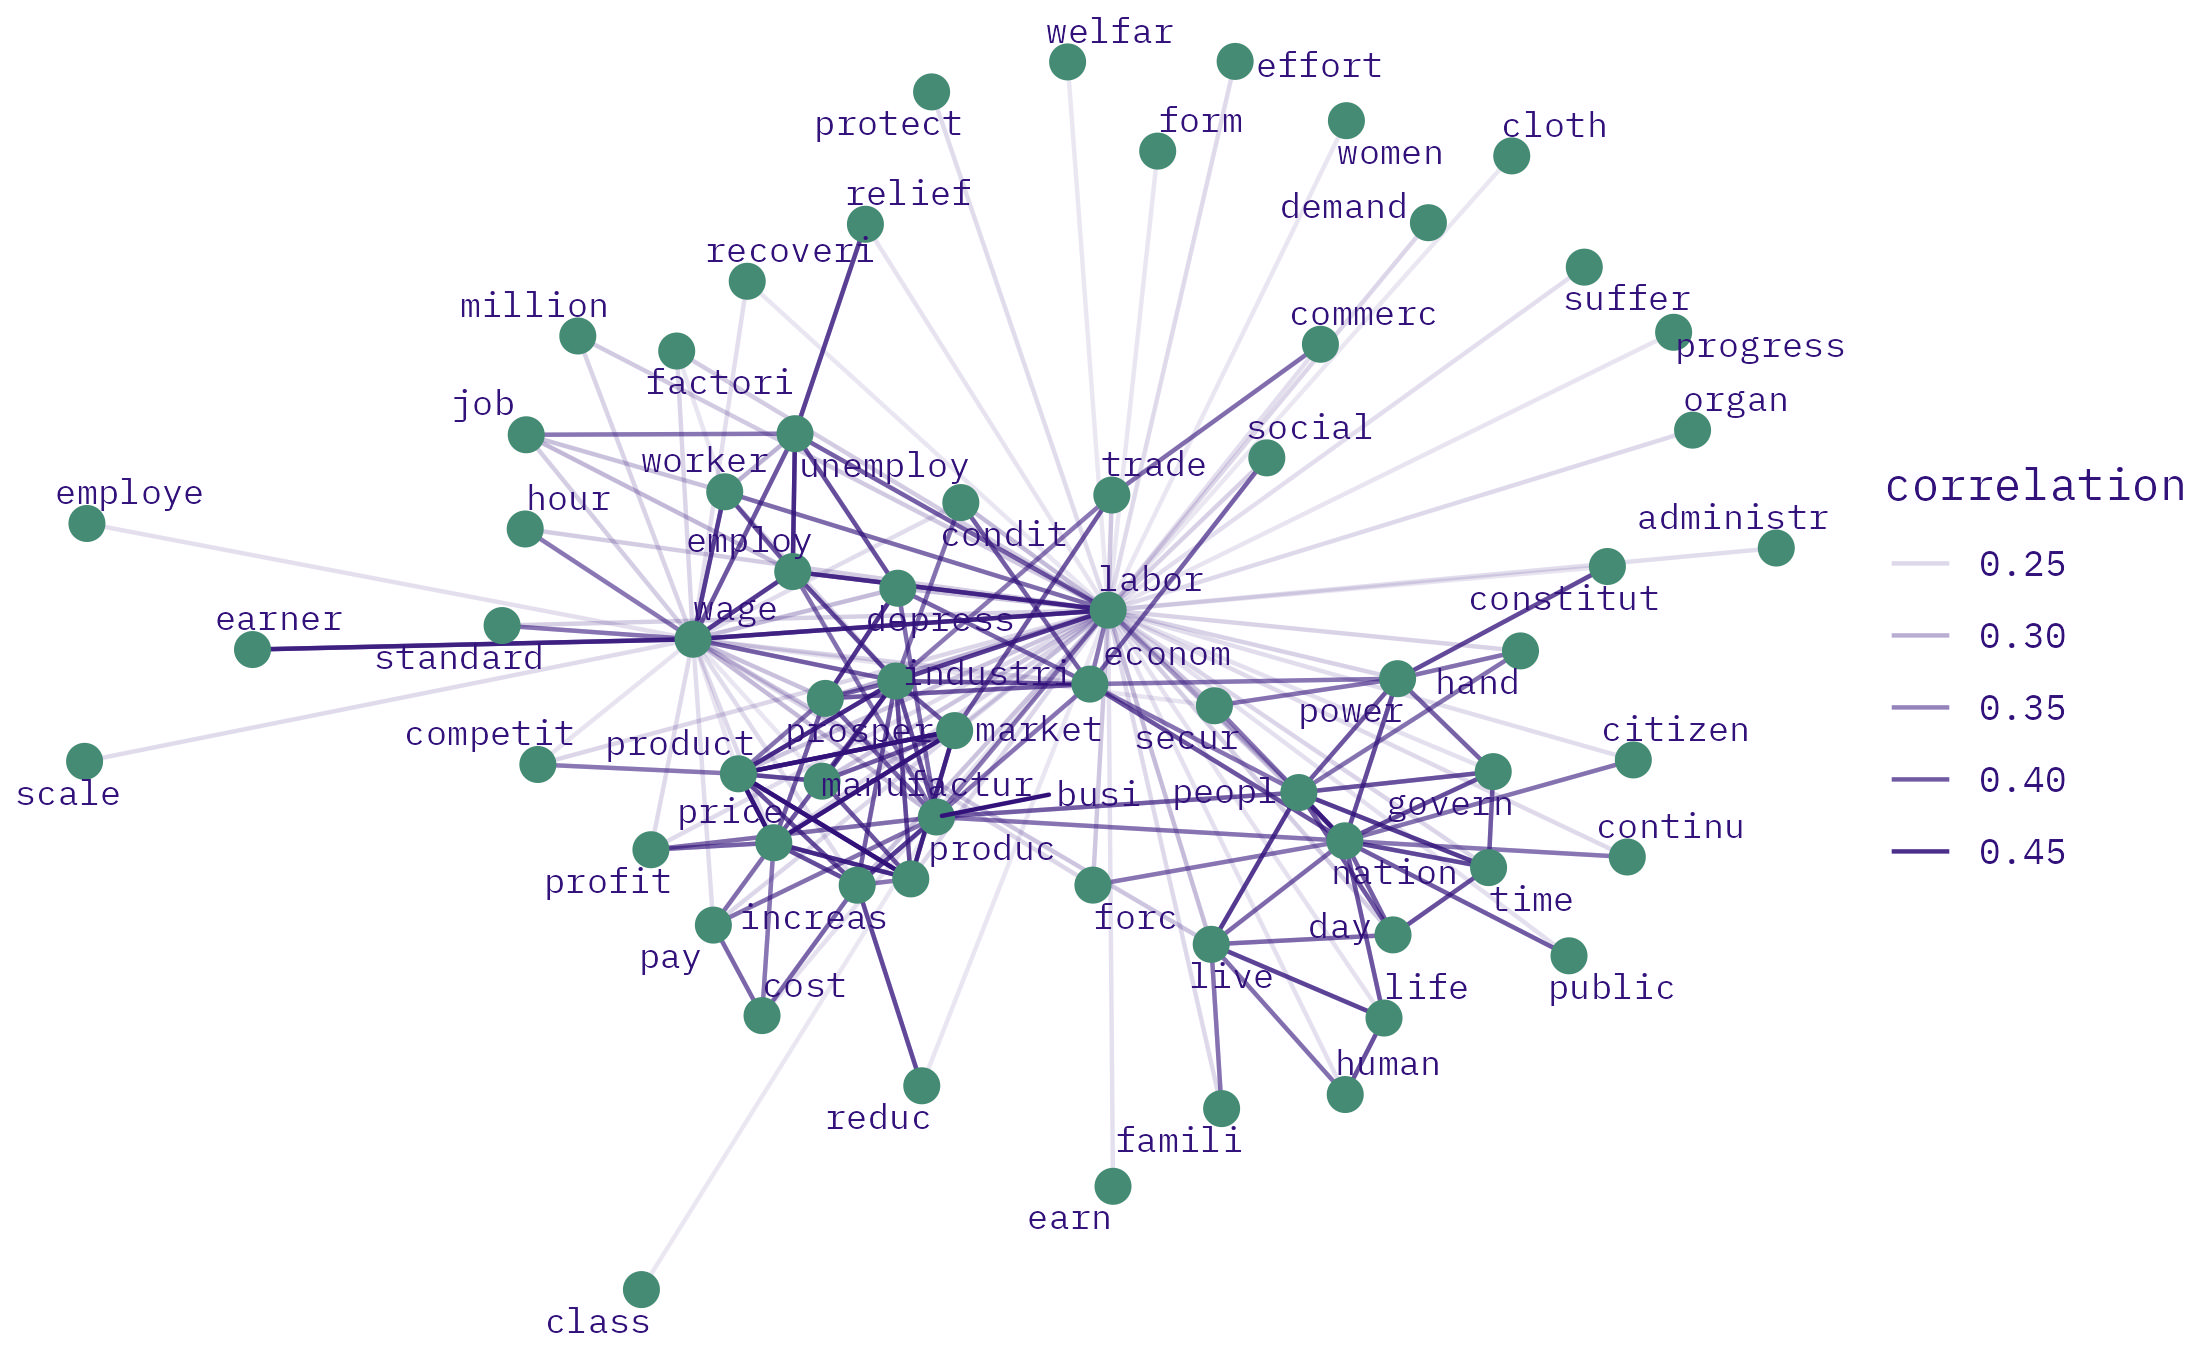 welfar
effort
protect
form
cloth
women
relief
demand
recoveri
million
suffer
commerc
progress
factori
job
organ
social
worker
unemploy
trade
correlation
employe
hour
administr
condit
employ
0.25
labor
constitut
wage
earner
depress
0.30
standard
econom
industri
hand
power
0.35
competit
product
prosper
market
secur
citizen
0.40
scale
manufactur
busi
peopl
govern
price
continu
produc
0.45
profit
nation
time
increas
forc
day
pay
live
cost
life
public
human
reduc
famili
earn
class